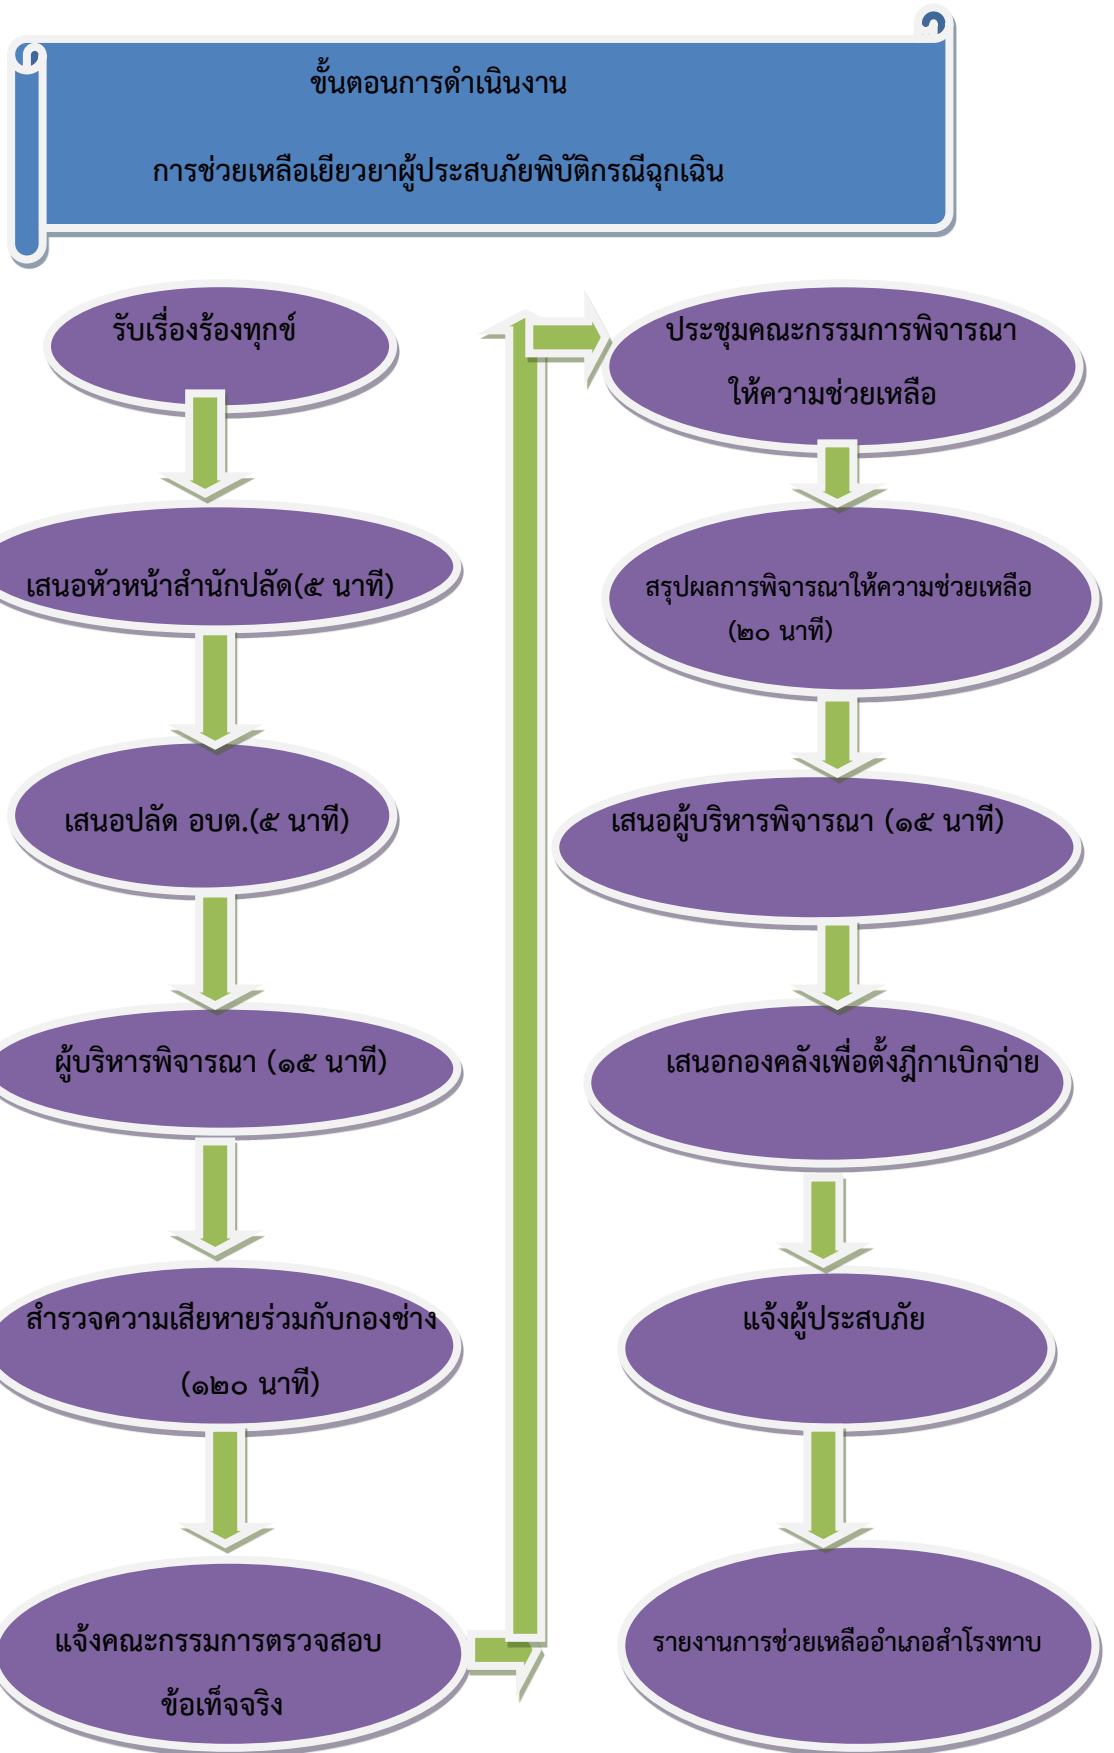 ขั้นตอนการดำเนินงาน
การช่วยเหลือเยียวยาผู้ประสบภัยพิบัติกรณีฉุกเฉิน
รับเรื่องร้องทุกข์
เสนอหัวหน้าสำนักปลัด(๕ นาที)
เสนอปลัด อบต.(๕ นาที)
ผู้บริหารพิจารณา (๑๕ นาที)
สำรวจความเสียหายร่วมกับกองช่าง
(๑๒๐ นาที)
แจ้งคณะกรรมการตรวจสอบ
ข้อเท็จจริง
ประชุมคณะกรรมการพิจารณา
ให้ความช่วยเหลือ
สรุปผลการพิจารณาให้ความช่วยเหลือ
(๒๐ นาที)
เสนอผู้บริหารพิจารณา (๑๕ นาที)
เสนอกองคลังเพื่อตั้งฎีกาเบิกจ่าย
แจ้งผู้ประสบภัย
รายงานการช่วยเหลืออำเภอสำโรงทาบ